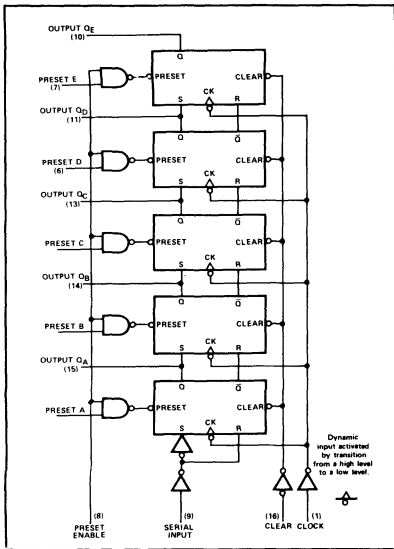 OUTPUT QE
(10)
Q
PRESET E
(7)
PRESET
CLEAR
CK
S
R
OUTPUT QD
(11)
Q
Q̅
PRESET D
(6)
PRESET
CLEAR
CK
S
R
OUTPUT QC
(13)
Q
Q̅
PRESET C
PRESET
CLEAR
CK
S
R
OUTPUT QB
(14)
Q
Q̅
PRESET B
PRESET
CLEAR
CK
S
R
OUTPUT QA
(15)
Q
Q̅
PRESET A
PRESET
CLEAR
CK
S
R
Dynamic
input activated
by transition
from a high level
to a low level.
(8)
(9)
(16)
(1)
PRESET
ENABLE
SERIAL
INPUT
CLEAR
CLOCK